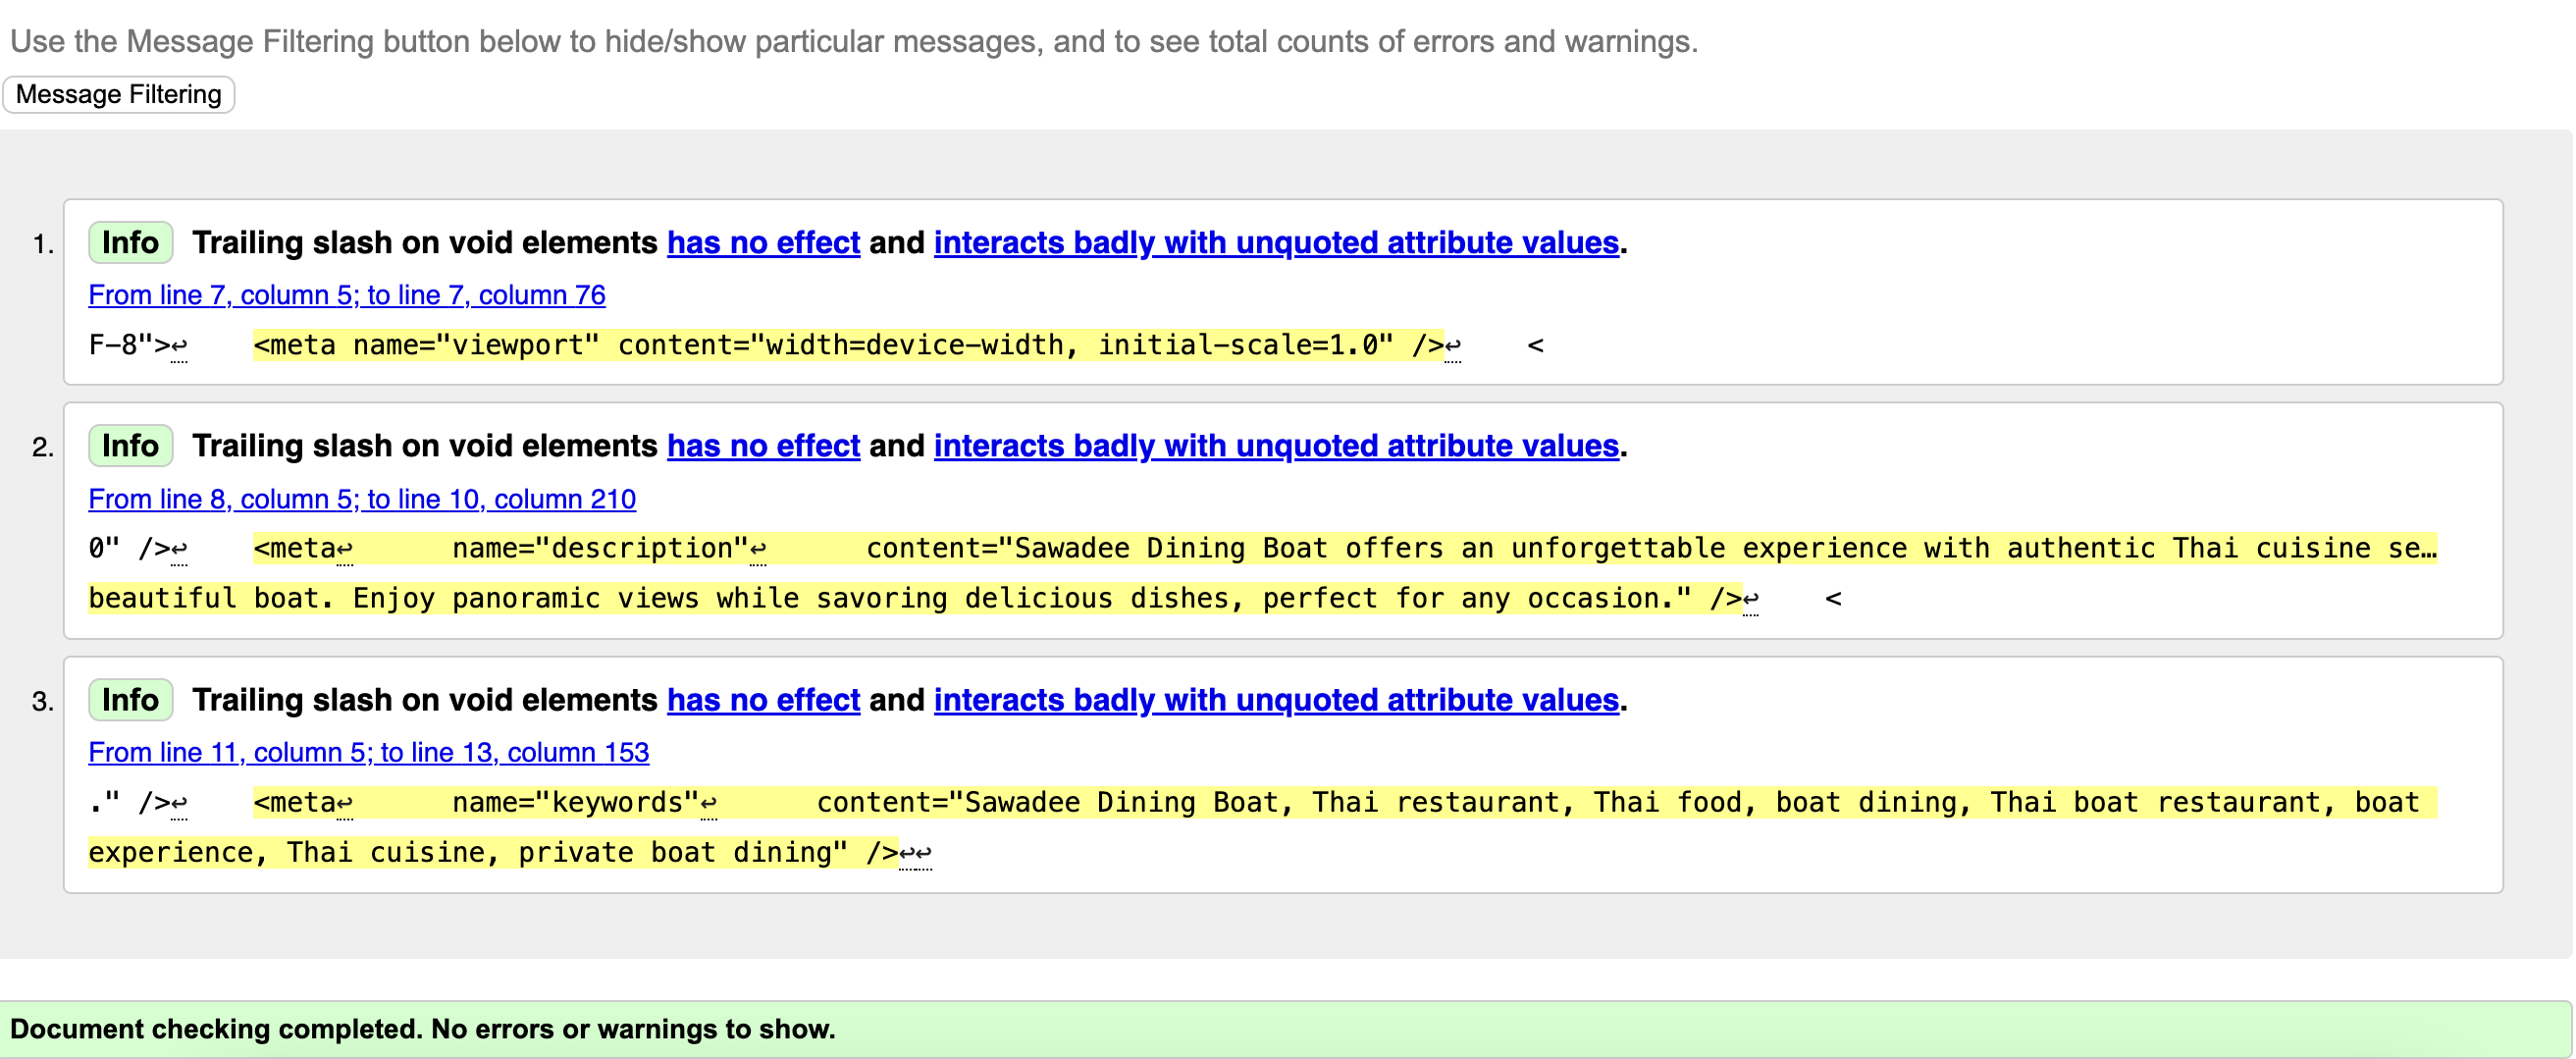 Use the Message Filtering button below to hide/show particular messages, and to see total counts of errors and warnings.
Message Filtering
1. Info Trailing slash on void elements has no effect and interacts badly with unquoted attribute values.
From line 7, column 5; to line 7, column 76
F-8">↩    <meta name="viewport" content="width=device-width, initial-scale=1.0" />↩    <
2. Info Trailing slash on void elements has no effect and interacts badly with unquoted attribute values.
From line 8, column 5; to line 10, column 210
0" />↩    <meta↩      name="description"↩      content="Sawadee Dining Boat offers an unforgettable experience with authentic Thai cuisine se…
beautiful boat. Enjoy panoramic views while savoring delicious dishes, perfect for any occasion." />↩    <
3. Info Trailing slash on void elements has no effect and interacts badly with unquoted attribute values.
From line 11, column 5; to line 13, column 153
." />↩    <meta↩      name="keywords"↩      content="Sawadee Dining Boat, Thai restaurant, Thai food, boat dining, Thai boat restaurant, boat
experience, Thai cuisine, private boat dining" />↩↩
Document checking completed. No errors or warnings to show.